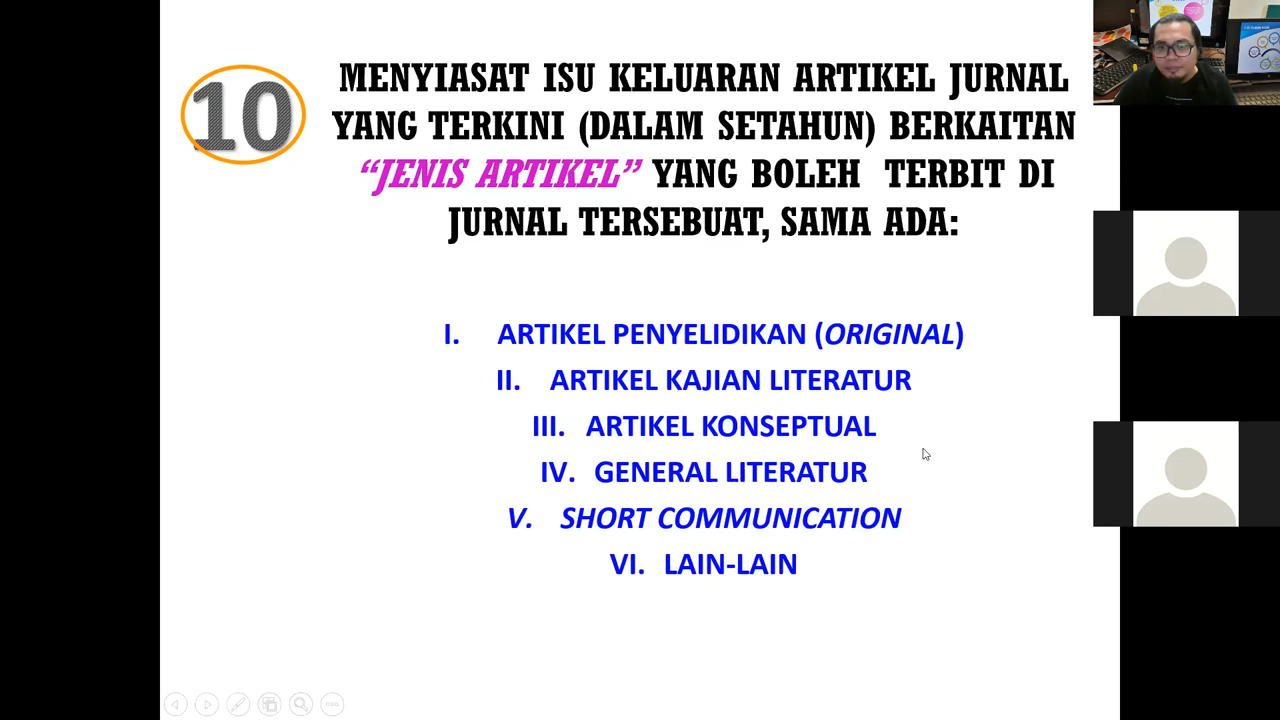 10
MENYIASAT ISU KELUARAN ARTIKEL JURNAL
YANG TERKINI (DALAM SETAHUN) BERKAITAN
“JENIS ARTIKEL” YANG BOLEH TERBIT DI
JURNAL TERSEBUAT, SAMA ADA:
I. ARTIKEL PENYELIDIKAN (ORIGINAL)
II. ARTIKEL KAJIAN LITERATUR
III. ARTIKEL KONSEPTUAL
IV. GENERAL LITERATUR
V. SHORT COMMUNICATION
VI. LAIN-LAIN